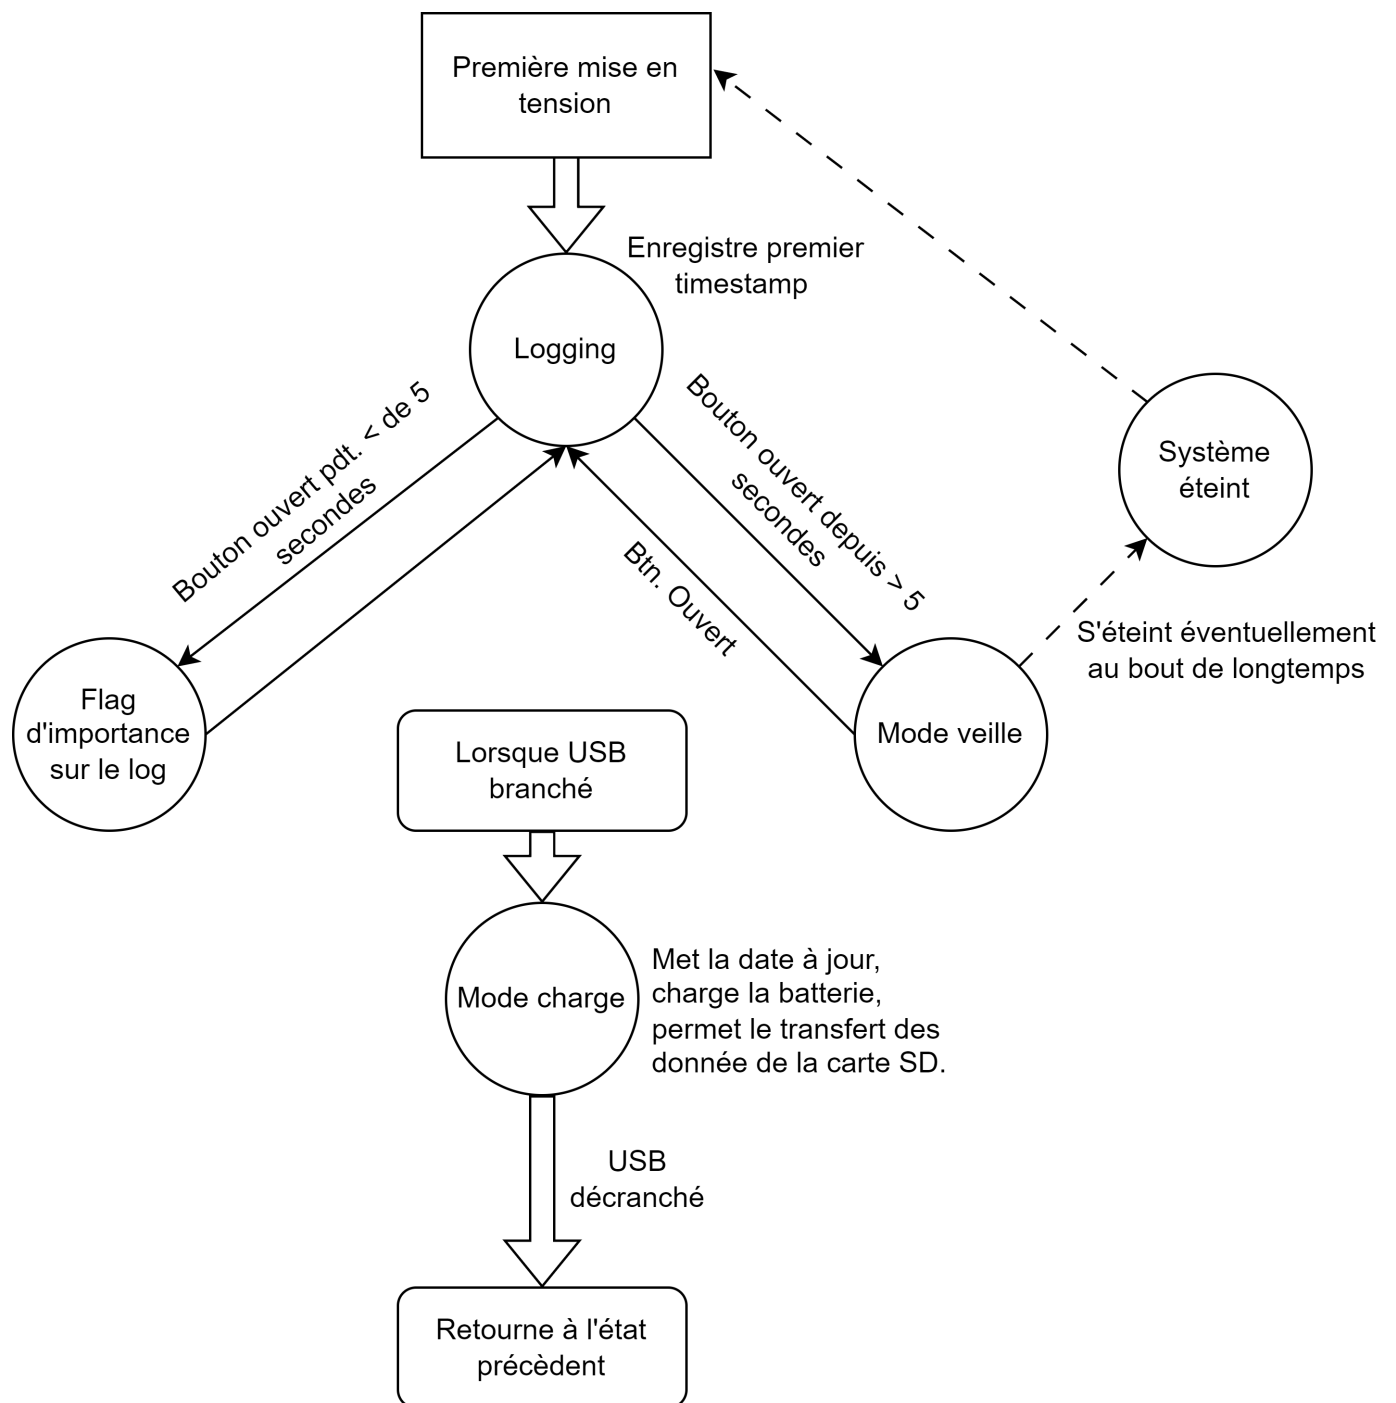 Première mise en
tension
Enregistre premier
timestamp
Logging
Bouton ouvert pdt. < de 5
secondes
Bouton ouvert depuis > 5
secondes
Btn. Ouvert
Système
éteint
S'éteint éventuellement
au bout de longtemps
Flag
d'importance
sur le log
Mode veille
Lorsque USB
branché
Mode charge
Met la date à jour,
charge la batterie,
permet le transfert des
donnée de la carte SD.
USB
décranché
Retourne à l'état
précèdent